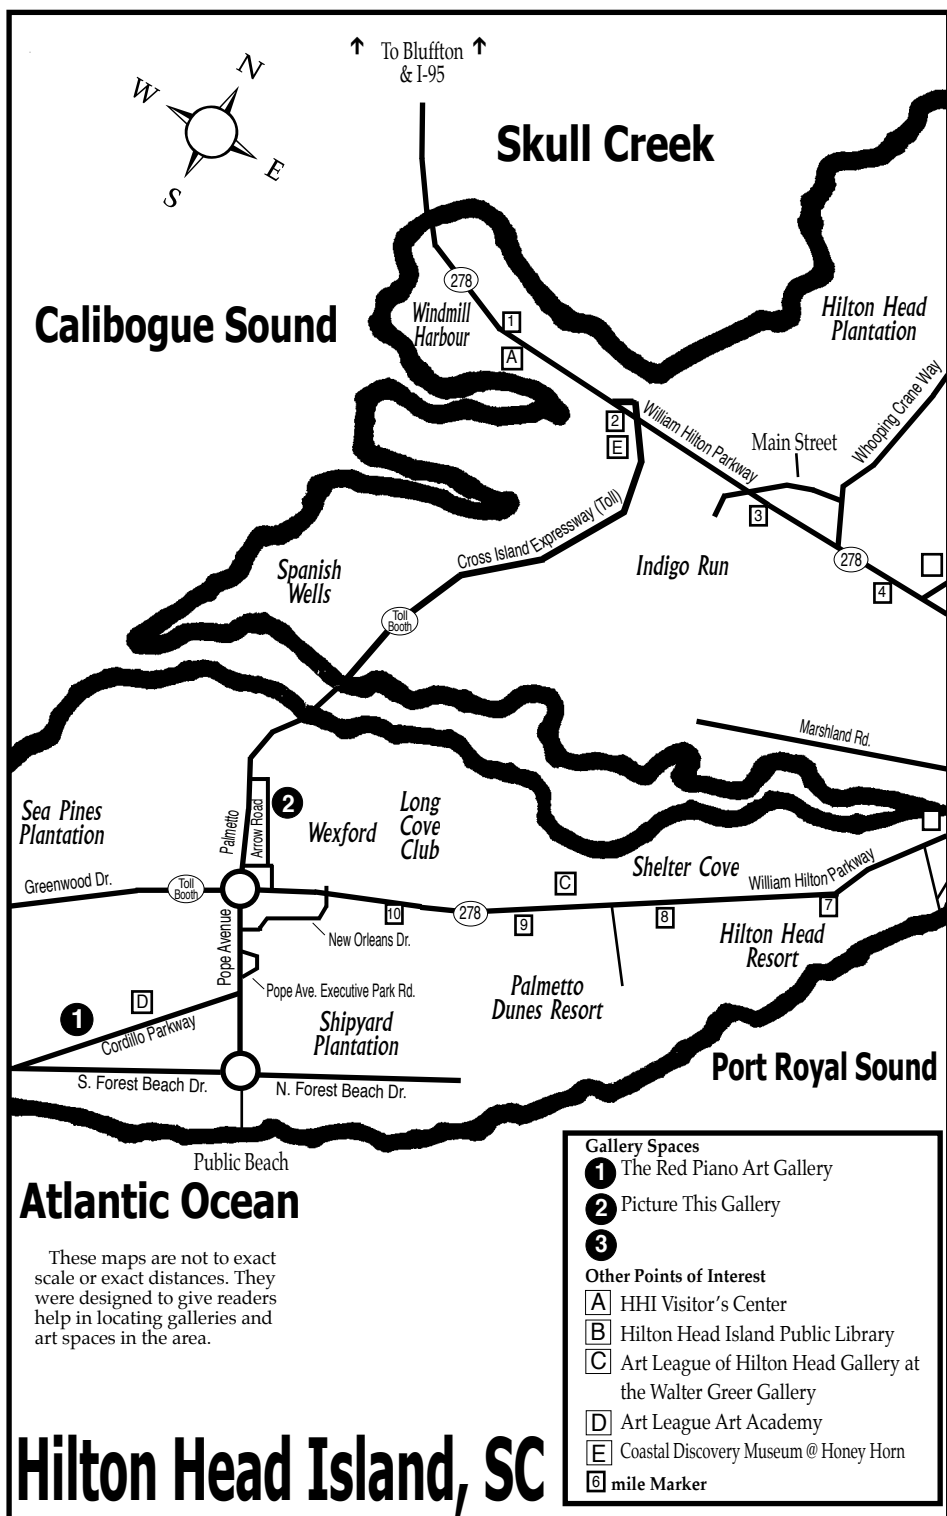 To Bluffton
& I-95
N
W
E
S
Skull Creek
278
Calibogue Sound
Windmill
Harbour
1
A
Hilton Head
Plantation
2
E
William Hilton Parkway
Main Street
Whooping Crane Way
3
Cross Island Expressway (Toll)
Indigo Run
278
4
Spanish
Wells
Toll
Booth
Marshland Rd.
Sea Pines
Plantation
Palmetto
Arrow Road
2
Wexford
Long
Cove
Club
Shelter Cove
Greenwood Dr.
Toll
Booth
William Hilton Parkway
C
10
278
9
8
7
Pope Avenue
New Orleans Dr.
Hilton Head
Resort
Pope Ave. Executive Park Rd.
Palmetto
Dunes Resort
D
1
Cordillo Parkway
Shipyard
Plantation
Port Royal Sound
S. Forest Beach Dr.
N. Forest Beach Dr.
Public Beach
Atlantic Ocean
These maps are not to exact
scale or exact distances. They
were designed to give readers
help in locating galleries and
art spaces in the area.
Hilton Head Island, SC
Gallery Spaces
1 The Red Piano Art Gallery
2 Picture This Gallery
3
Other Points of Interest
A HHI Visitor's Center
B Hilton Head Island Public Library
C Art League of Hilton Head Gallery at
the Walter Greer Gallery
D Art League Art Academy
E Coastal Discovery Museum @ Honey Horn
6 mile Marker